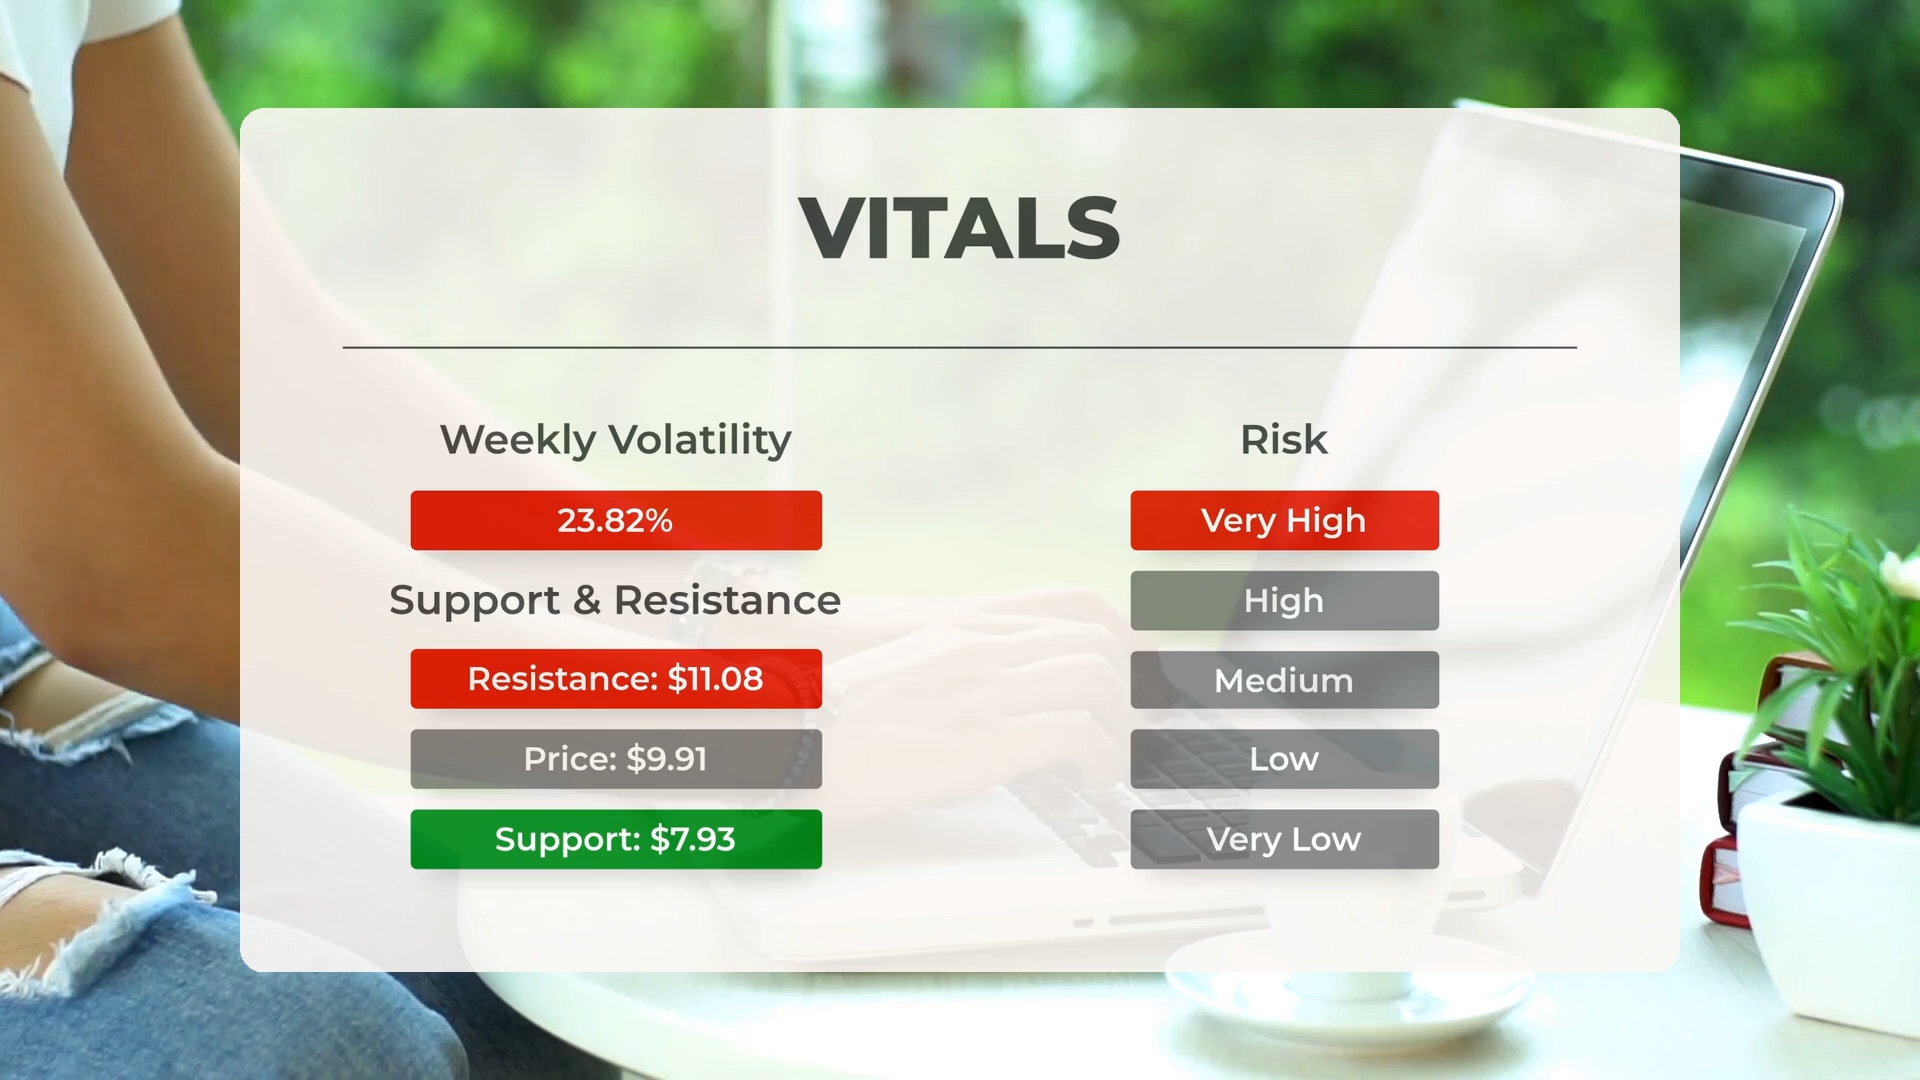 VITALS
Weekly Volatility
23.82%
Support & Resistance
Resistance: $11.08
Price: $9.91
Support: $7.93
Risk
Very High
High
Medium
Low
Very Low